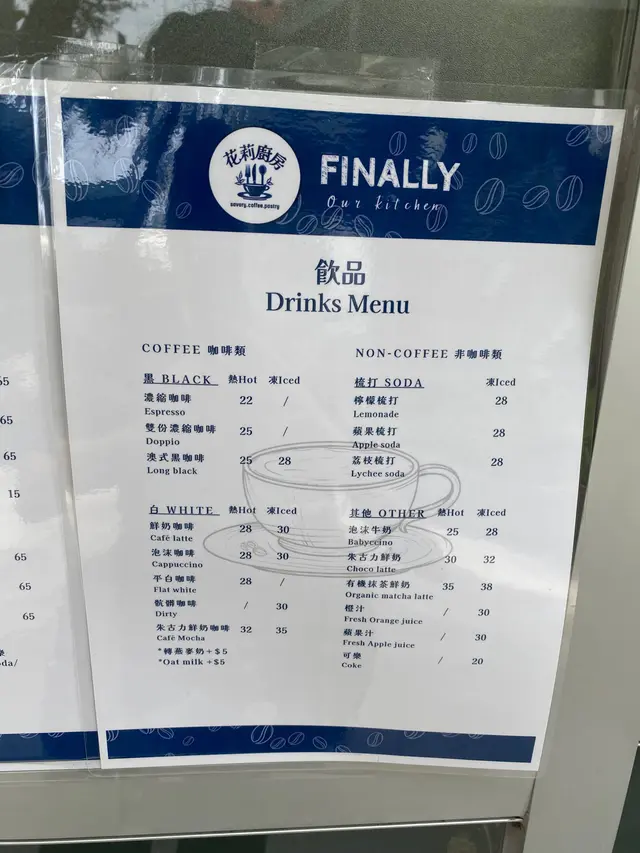 花莉廚房
savory.coffee.pastry
FINALLY
Our kitchen
飲品
Drinks Menu
COFFEE 咖啡類
黑 BLACK 熱Hot 凍Iced
濃縮咖啡 22 /
Espresso
雙份濃縮咖啡 25 /
Doppio
澳式黑咖啡 25 28
Long black
白 WHITE 熱Hot 凍Iced
鮮奶咖啡 28 30
Café latte
泡沫咖啡 28 30
Cappuccino
平白咖啡 28 /
Flat white
骯髒咖啡 / 30
Dirty
朱古力鮮奶咖啡 32 35
Café Mocha
*轉燕麥奶+$5
*Oat milk +$5
NON-COFFEE 非咖啡類
梳打 SODA 凍Iced
檸檬梳打 28
Lemonade
蘋果梳打 28
Apple soda
荔枝梳打 28
Lychee soda
其他 OTHER 熱Hot 凍Iced
泡沫牛奶 25 28
Babyccino
朱古力鮮奶 30 32
Choco latte
有機抹茶鮮奶 35 38
Organic matcha latte
橙汁 / 30
Fresh Orange juice
蘋果汁 / 30
Fresh Apple juice
可樂 / 20
Coke
65
65
15
65
65
65